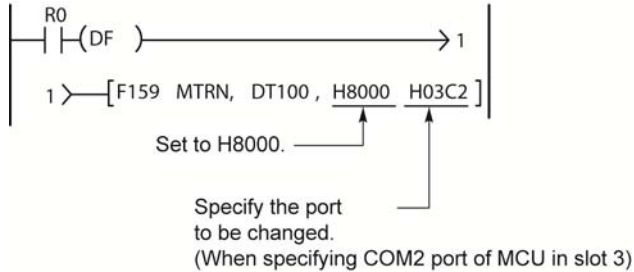 R0
(DF )
1
1 [F159 MTRN, DT100 , H8000 H03C2 ]
Set to H8000.
Specify the port
to be changed.
(When specifying COM2 port of MCU in slot 3)